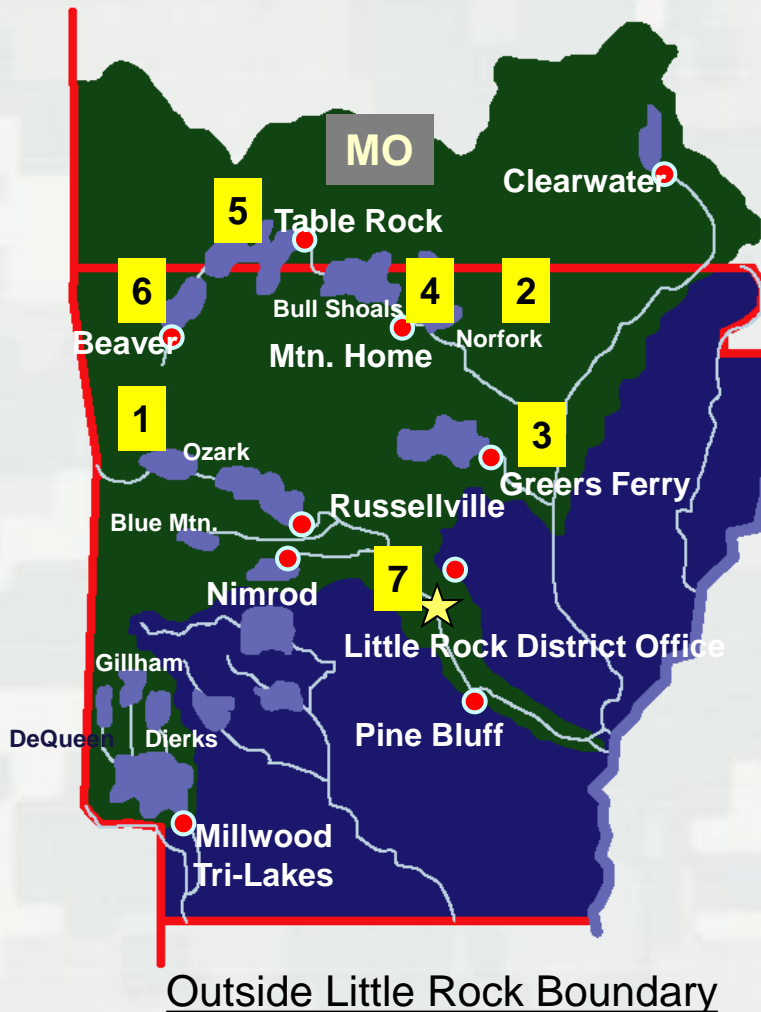 MO
Clearwater
5
Table Rock
6
4
2
Bull Shoals
Beaver
Mtn. Home
Norfork
1
3
Ozark
Greers Ferry
Russellville
Blue Mtn.
7
Nimrod
Little Rock District Office
Gillham
DeQueen
Dierks
Pine Bluff
Millwood
Tri-Lakes
Outside Little Rock Boundary